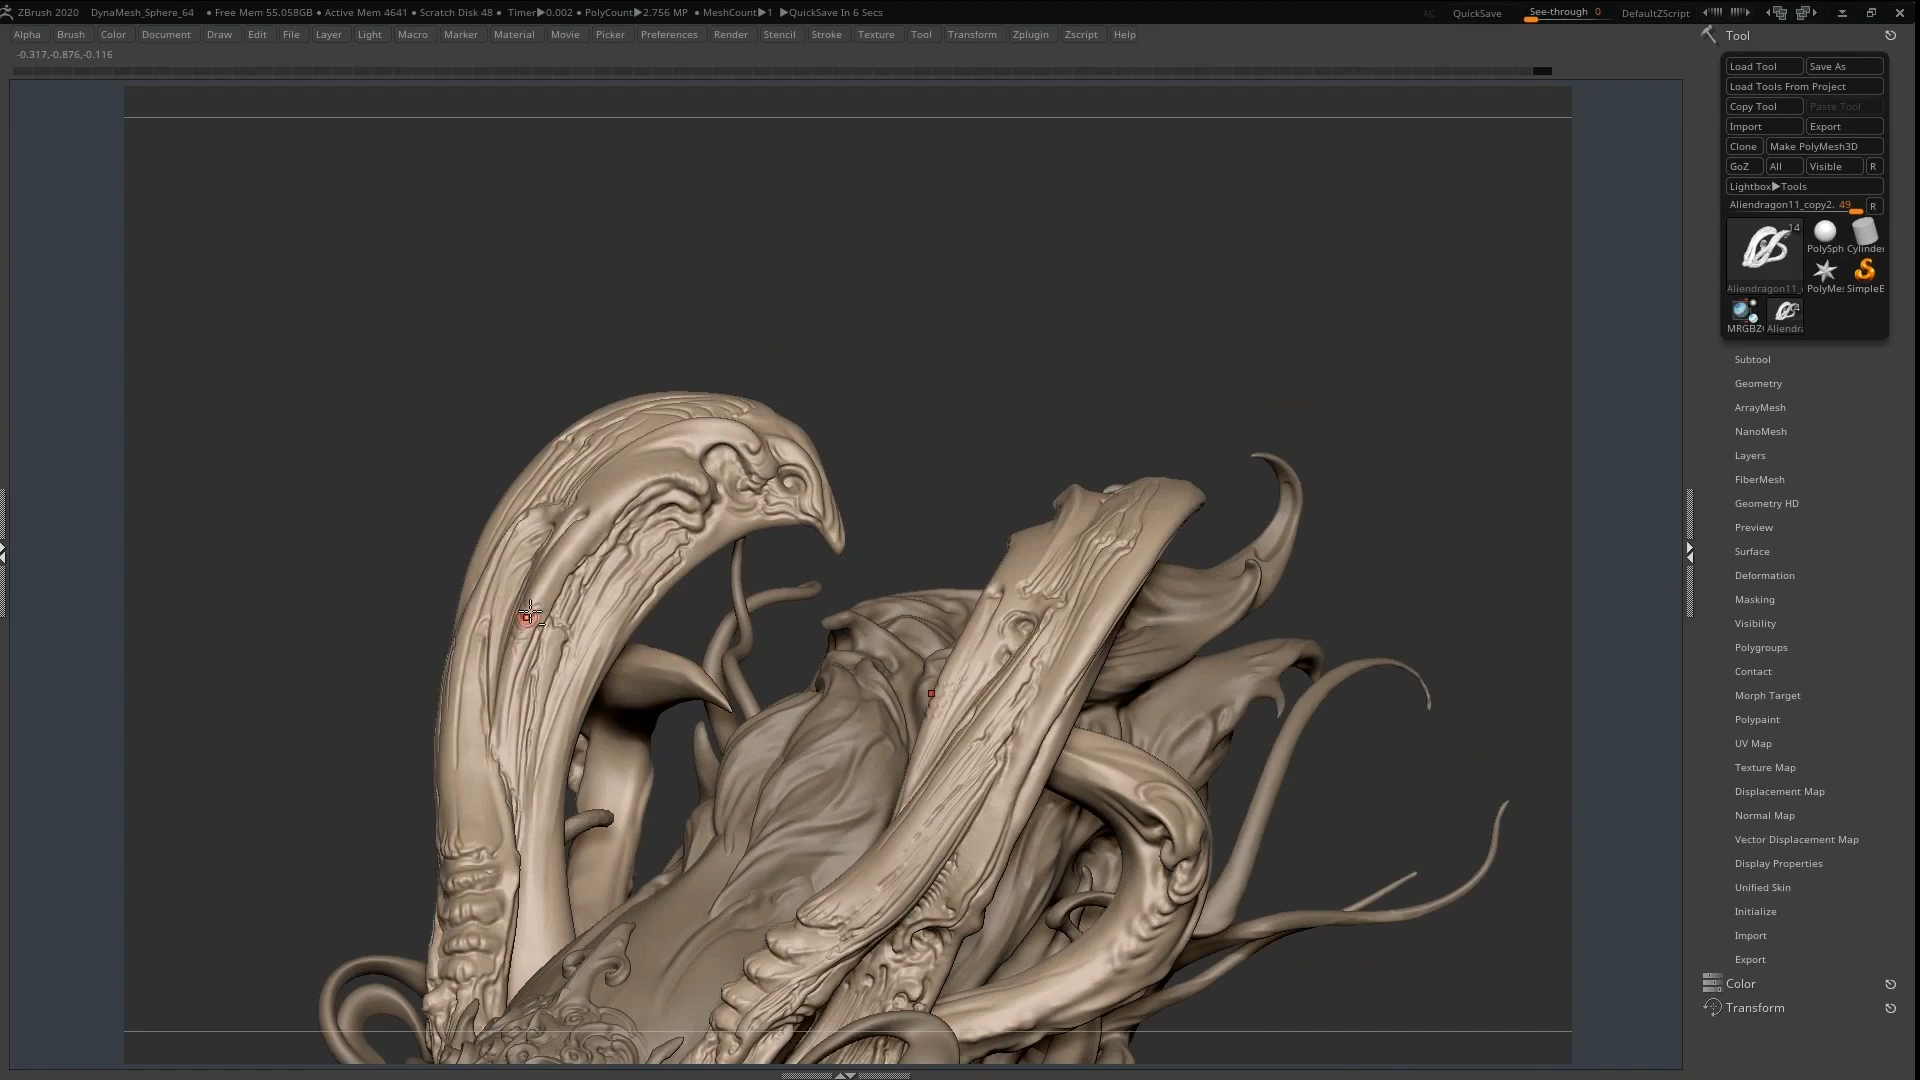 ZBrush 2020 DynaMesh_Sphere_64 ● Free Mem 55.058GB ● Active Mem 4641 ● Scratch Disk 48 ● Timer▶0.002 ● PolyCount▶2.756 MP ● MeshCount▶1 ▶QuickSave In 6 Secs AC QuickSave See-through 0 DefaultZScript
Alpha Brush Color Document Draw Edit File Layer Light Macro Marker Material Movie Picker Preferences Render Stencil Stroke Texture Tool Transform Zplugin Zscript Help
Tool
-0.317,-0.876,-0.116
Load Tool Save As
Load Tools From Project
Copy Tool Paste Tool
Import Export
Clone Make PolyMesh3D
GoZ All Visible R
Lightbox▶Tools
Aliendragon11_copy2. 49 R
14
PolySph Cylinder
Aliendragon11_ PolyMe: SimpleE
MRGBZ Aliendra
Subtool
Geometry
ArrayMesh
NanoMesh
Layers
FiberMesh
Geometry HD
Preview
Surface
Deformation
Masking
Visibility
Polygroups
Contact
Morph Target
Polypaint
UV Map
Texture Map
Displacement Map
Normal Map
Vector Displacement Map
Display Properties
Unified Skin
Initialize
Import
Export
Color
Transform